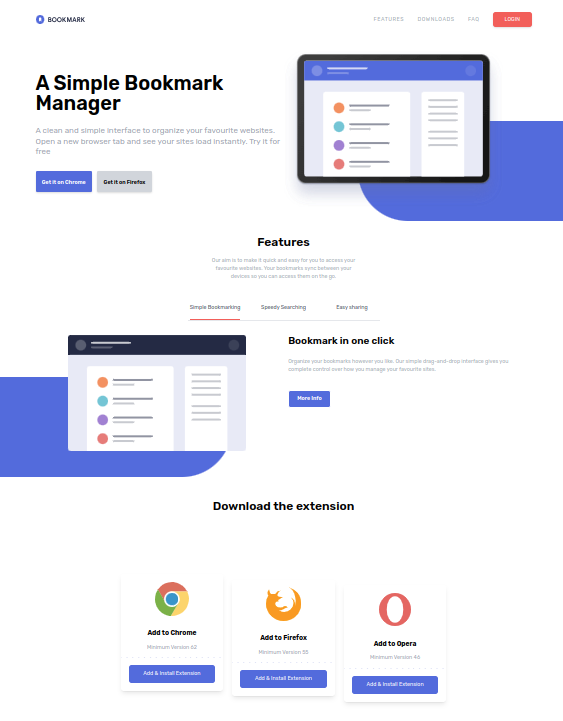 BOOKMARK
FEATURES DOWNLOADS FAQ LOGIN
A Simple Bookmark
Manager
A clean and simple interface to organize your favourite websites.
Open a new browser tab and see your sites load instantly. Try it for
free
Get it on Chrome Get it on Firefox
Features
Our aim is to make it quick and easy for you to access your
favourite websites. Your bookmarks sync between your
devices so you can access them on the go.
Simple Bookmarking Speedy Searching Easy sharing
Bookmark in one click
Organize your bookmarks however you like. Our simple drag-and-drop interface gives you
complete control over how you manage your favourite sites.
More Info
Download the extension
Add to Chrome
Minimum Version 62
Add & Install Extension
Add to Firefox
Minimum Version 55
Add & Install Extension
Add to Opera
Minimum Version 46
Add & Install Extension